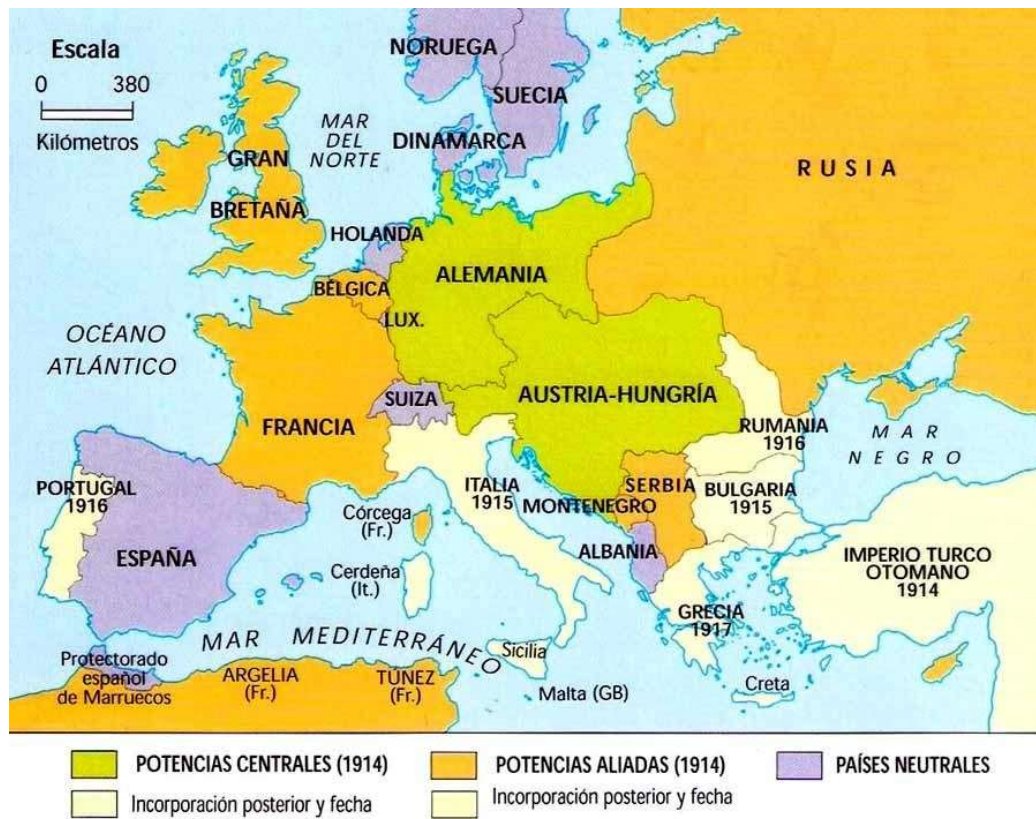 Escala
0 380
Kilómetros
NORUEGA
SUECIA
MAR
DEL
NORTE
DINAMARCA
GRAN
BRETAÑA
RUSIA
HOLANDA
ALEMANIA
BÉLGICA
LUX.
OCÉANO
ATLÁNTICO
SUIZA
AUSTRIA-HUNGRÍA
FRANCIA
RUMANIA
1916
MAR
NEGRO
PORTUGAL
1916
ITALIA
1915
SERBIA
MONTENEGRO
BULGARIA
1915
Córcega
(Fr.)
ESPAÑA
ALBANIA
IMPERIO TURCO
OTOMANO
1914
Cerdeña
(It.)
GRECIA
1917
MAR MEDITERRÁNEO
Sicilia
Protectorado
español
de Marruecos
ARGELIA
(Fr.)
TÚNEZ
(Fr.)
Malta (GB)
Creta
POTENCIAS CENTRALES (1914)
POTENCIAS ALIADAS (1914)
PAÍSES NEUTRALES
Incorporación posterior y fecha
Incorporación posterior y fecha